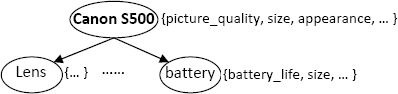 Canon S500 {picture_quality, size, appearance, … }
Lens {… } …… battery {battery_life, size, … }